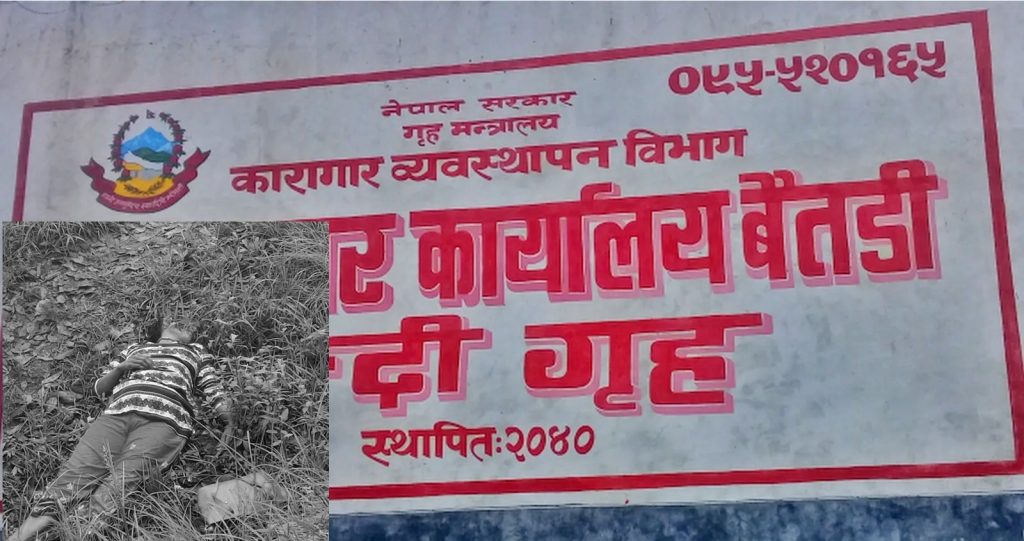 ०९५-५२०१६५
नेपाल सरकार
गृह मन्त्रालय
कारागार व्यवस्थापन विभाग
कार्यालय बैतडी
गृह
स्थापितः२०४०